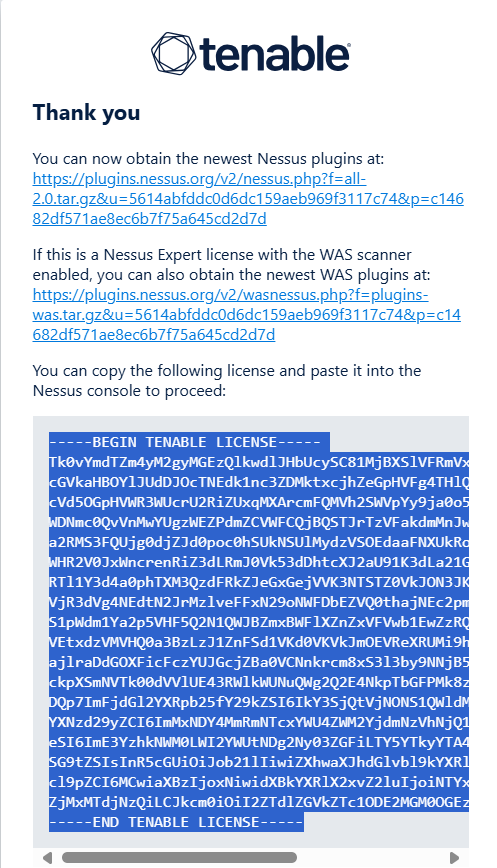 tenable
Thank you
You can now obtain the newest Nessus plugins at:
https://plugins.nessus.org/v2/nessus.php?f=all-
2.0.tar.gz&u=5614abfddc0d6dc159aeb969f3117c74&p=c146
82df571ae8ec6b7f75a645cd2d7d
If this is a Nessus Expert license with the WAS scanner
enabled, you can also obtain the newest WAS plugins at:
https://plugins.nessus.org/v2/wasnessus.php?f=plugins-
was.tar.gz&u=5614abfddc0d6dc159aeb969f3117c74&p=c14
682df571ae8ec6b7f75a645cd2d7d
You can copy the following license and paste it into the
Nessus console to proceed:
-----BEGIN TENABLE LICENSE-----
Tk0vYmdTZm4yM2gyMGEzQlkwdlJHbUcySC81MjBXSlVFRmVx
cGVkaHBOYlJUdDJOcTNEdk1nc3ZDMktxcjhZeGpHVFg4THlQ
cVd5OGpHVWR3WUcrU2RiZUxqMXArcmFQMVh2SWVpYy9ja0o5
WDNmc0QvVnMwYUgzWEZPdmZCVWFCQjBQSTJrTzVFakdmMnJw
a2RMS3FQUjg0djZJd0poc0hSUkNSUlMydzVSOEdaaFNXUkRo
WHR2V0JxWncrenRiZ3dLRmJ0Vk53dDhtcXJ2aU91K3dLa21G
RTl1Y3d4a0phTXM3QzdFRkZJeGxGejVVK3NTSTZ0VkJON3JK
VjR3dVg4NEdtN2JrMzlveFFxN29oNWFDbEZVQ0thajNEc2pm
S1pWdm1Ya2p5VHF5Q2N1QWJBZmxBWFlXZnZxVFVwb1EwZzRQ
VEtxdzVMVHQ0a3BzLzJ1ZnFSd1VKd0VKVkJmOEVReXRUMi9h
ajlraDdGOXFicFczYUJGcjZBa0VCNnkrcm8xS3l3by9NNjB5
ckpXSmNVTk00dVVlUE43RWlkWUNuQWg2Q2E4NkpTbGFPMk8z
DQp7ImFjdGl2YXRpb25fY29kZSI6IkY3SjQtVjNONS1QWldM
YXNzd29yZCI6ImMxNDY4MmRmNTcxYWU4ZWM2YjdmNzVhNjQ1
eSI6ImE3YzhkNWM0LWI2YWUtNDg2Ny03ZGFiLTY5YTkyYTA4
SG9tZSIsInR5cGUiOiJob21lIiwiZXhwaXJhdGlvbl9kYXRl
cl9pZCI6MCwiaXBzIjoxNiwidXBkYXRlX2xvZ2luIjoiNTYx
ZjMxMTdjNzQiLCJkcm0iOiI2ZTdlZGVkZTc1ODE2MGM0OGEz
-----END TENABLE LICENSE-----